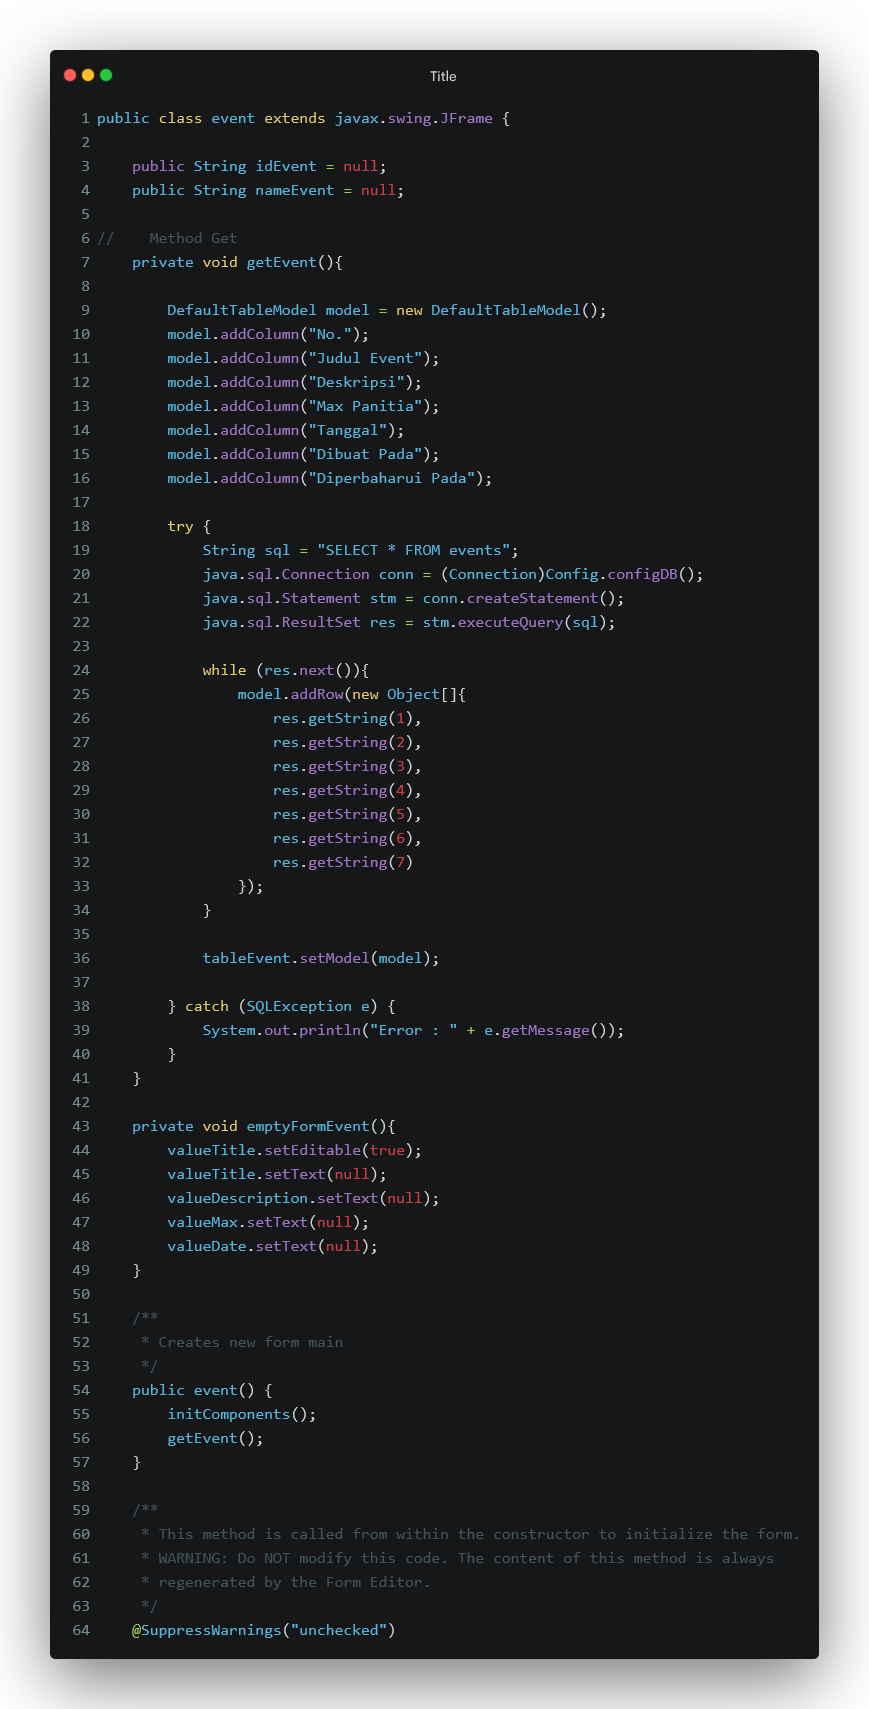 Title
1 public class event extends javax.swing.JFrame {
2
3     public String idEvent = null;
4     public String nameEvent = null;
5
6 //    Method Get
7     private void getEvent(){
8
9         DefaultTableModel model = new DefaultTableModel();
10         model.addColumn("No.");
11         model.addColumn("Judul Event");
12         model.addColumn("Deskripsi");
13         model.addColumn("Max Panitia");
14         model.addColumn("Tanggal");
15         model.addColumn("Dibuat Pada");
16         model.addColumn("Diperbaharui Pada");
17
18         try {
19             String sql = "SELECT * FROM events";
20             java.sql.Connection conn = (Connection)Config.configDB();
21             java.sql.Statement stm = conn.createStatement();
22             java.sql.ResultSet res = stm.executeQuery(sql);
23
24             while (res.next()){
25                 model.addRow(new Object[]{
26                     res.getString(1),
27                     res.getString(2),
28                     res.getString(3),
29                     res.getString(4),
30                     res.getString(5),
31                     res.getString(6),
32                     res.getString(7)
33                 });
34             }
35
36             tableEvent.setModel(model);
37
38         } catch (SQLException e) {
39             System.out.println("Error : " + e.getMessage());
40         }
41     }
42
43     private void emptyFormEvent(){
44         valueTitle.setEditable(true);
45         valueTitle.setText(null);
46         valueDescription.setText(null);
47         valueMax.setText(null);
48         valueDate.setText(null);
49     }
50
51     /**
52      * Creates new form main
53      */
54     public event() {
55         initComponents();
56         getEvent();
57     }
58
59     /**
60      * This method is called from within the constructor to initialize the form.
61      * WARNING: Do NOT modify this code. The content of this method is always
62      * regenerated by the Form Editor.
63      */
64     @SuppressWarnings("unchecked")